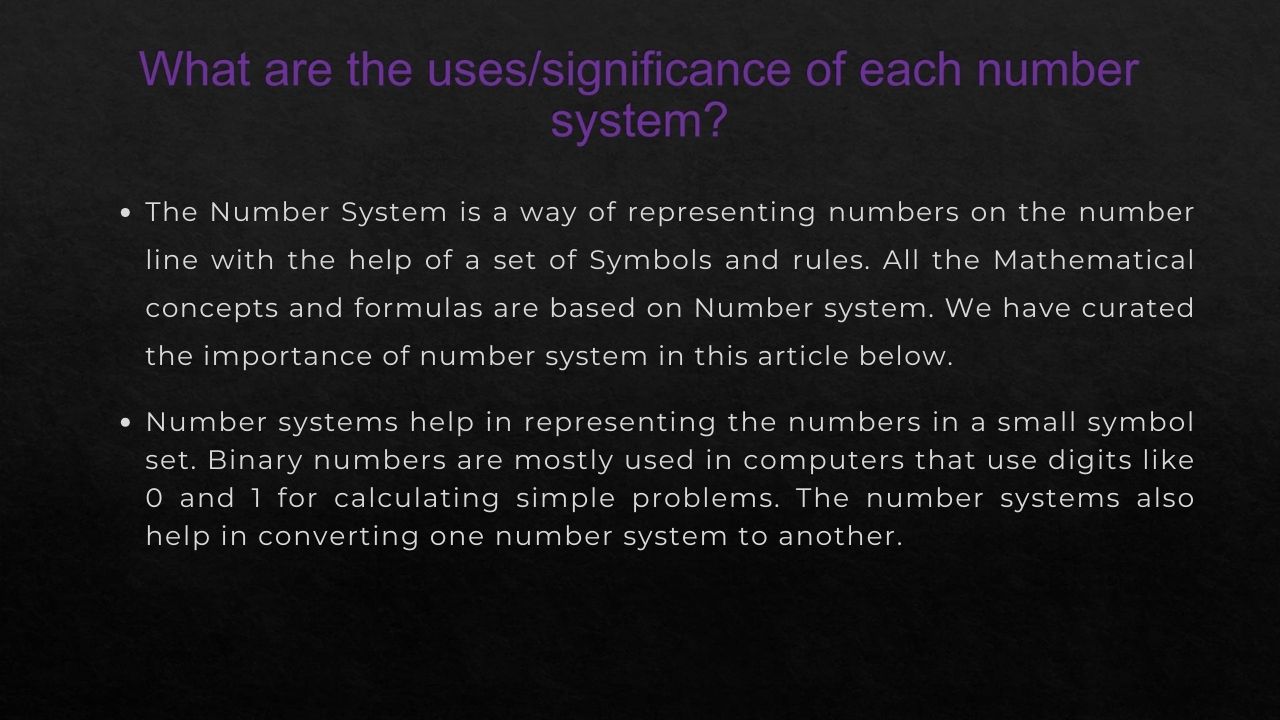 What are the uses/significance of each number
system?
• The Number System is a way of representing numbers on the number
line with the help of a set of Symbols and rules. All the Mathematical
concepts and formulas are based on Number system. We have curated
the importance of number system in this article below.
• Number systems help in representing the numbers in a small symbol
set. Binary numbers are mostly used in computers that use digits like
0 and 1 for calculating simple problems. The number systems also
help in converting one number system to another.